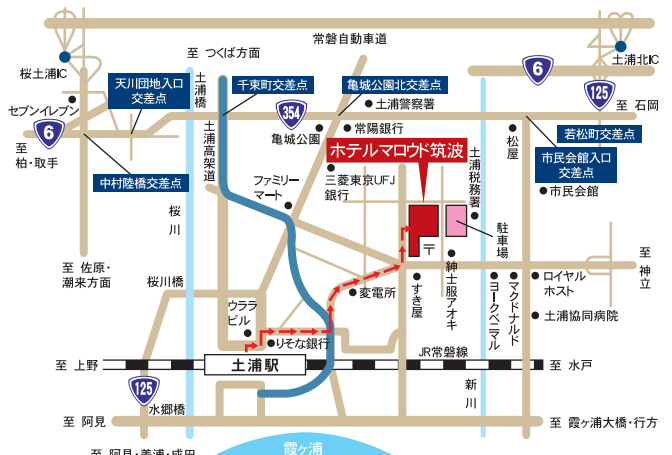 常磐自動車道
至 つくば方面
桜土浦IC
土浦北IC
6
125
天川団地入口
交差点
土浦橋
千束町交差点
亀城公園北交差点
セブンイレブン
354
土浦警察署
至 石岡
6
亀城公園
常陽銀行
若松町交差点
至
柏・取手
土浦高架道
ホテルマロウド筑波
土浦税務署
松屋
市民会館入口
交差点
中村陸橋交差点
ファミリー
マート
三菱東京UFJ
銀行
市民会館
桜川
駐車場
〒
至 佐原・
潮来方面
桜川橋
変電所
すき屋
紳士服アオキ
ヨークベニマル
マクドナルド
ロイヤル
ホスト
至
神立
ウララ
ビル
土浦協同病院
りそな銀行
JR常磐線
至 上野
土浦駅
至 水戸
125
水郷橋
新川
至 阿見
至 霞ヶ浦大橋・行方
霞ヶ浦
至 阿見・美浦・成田